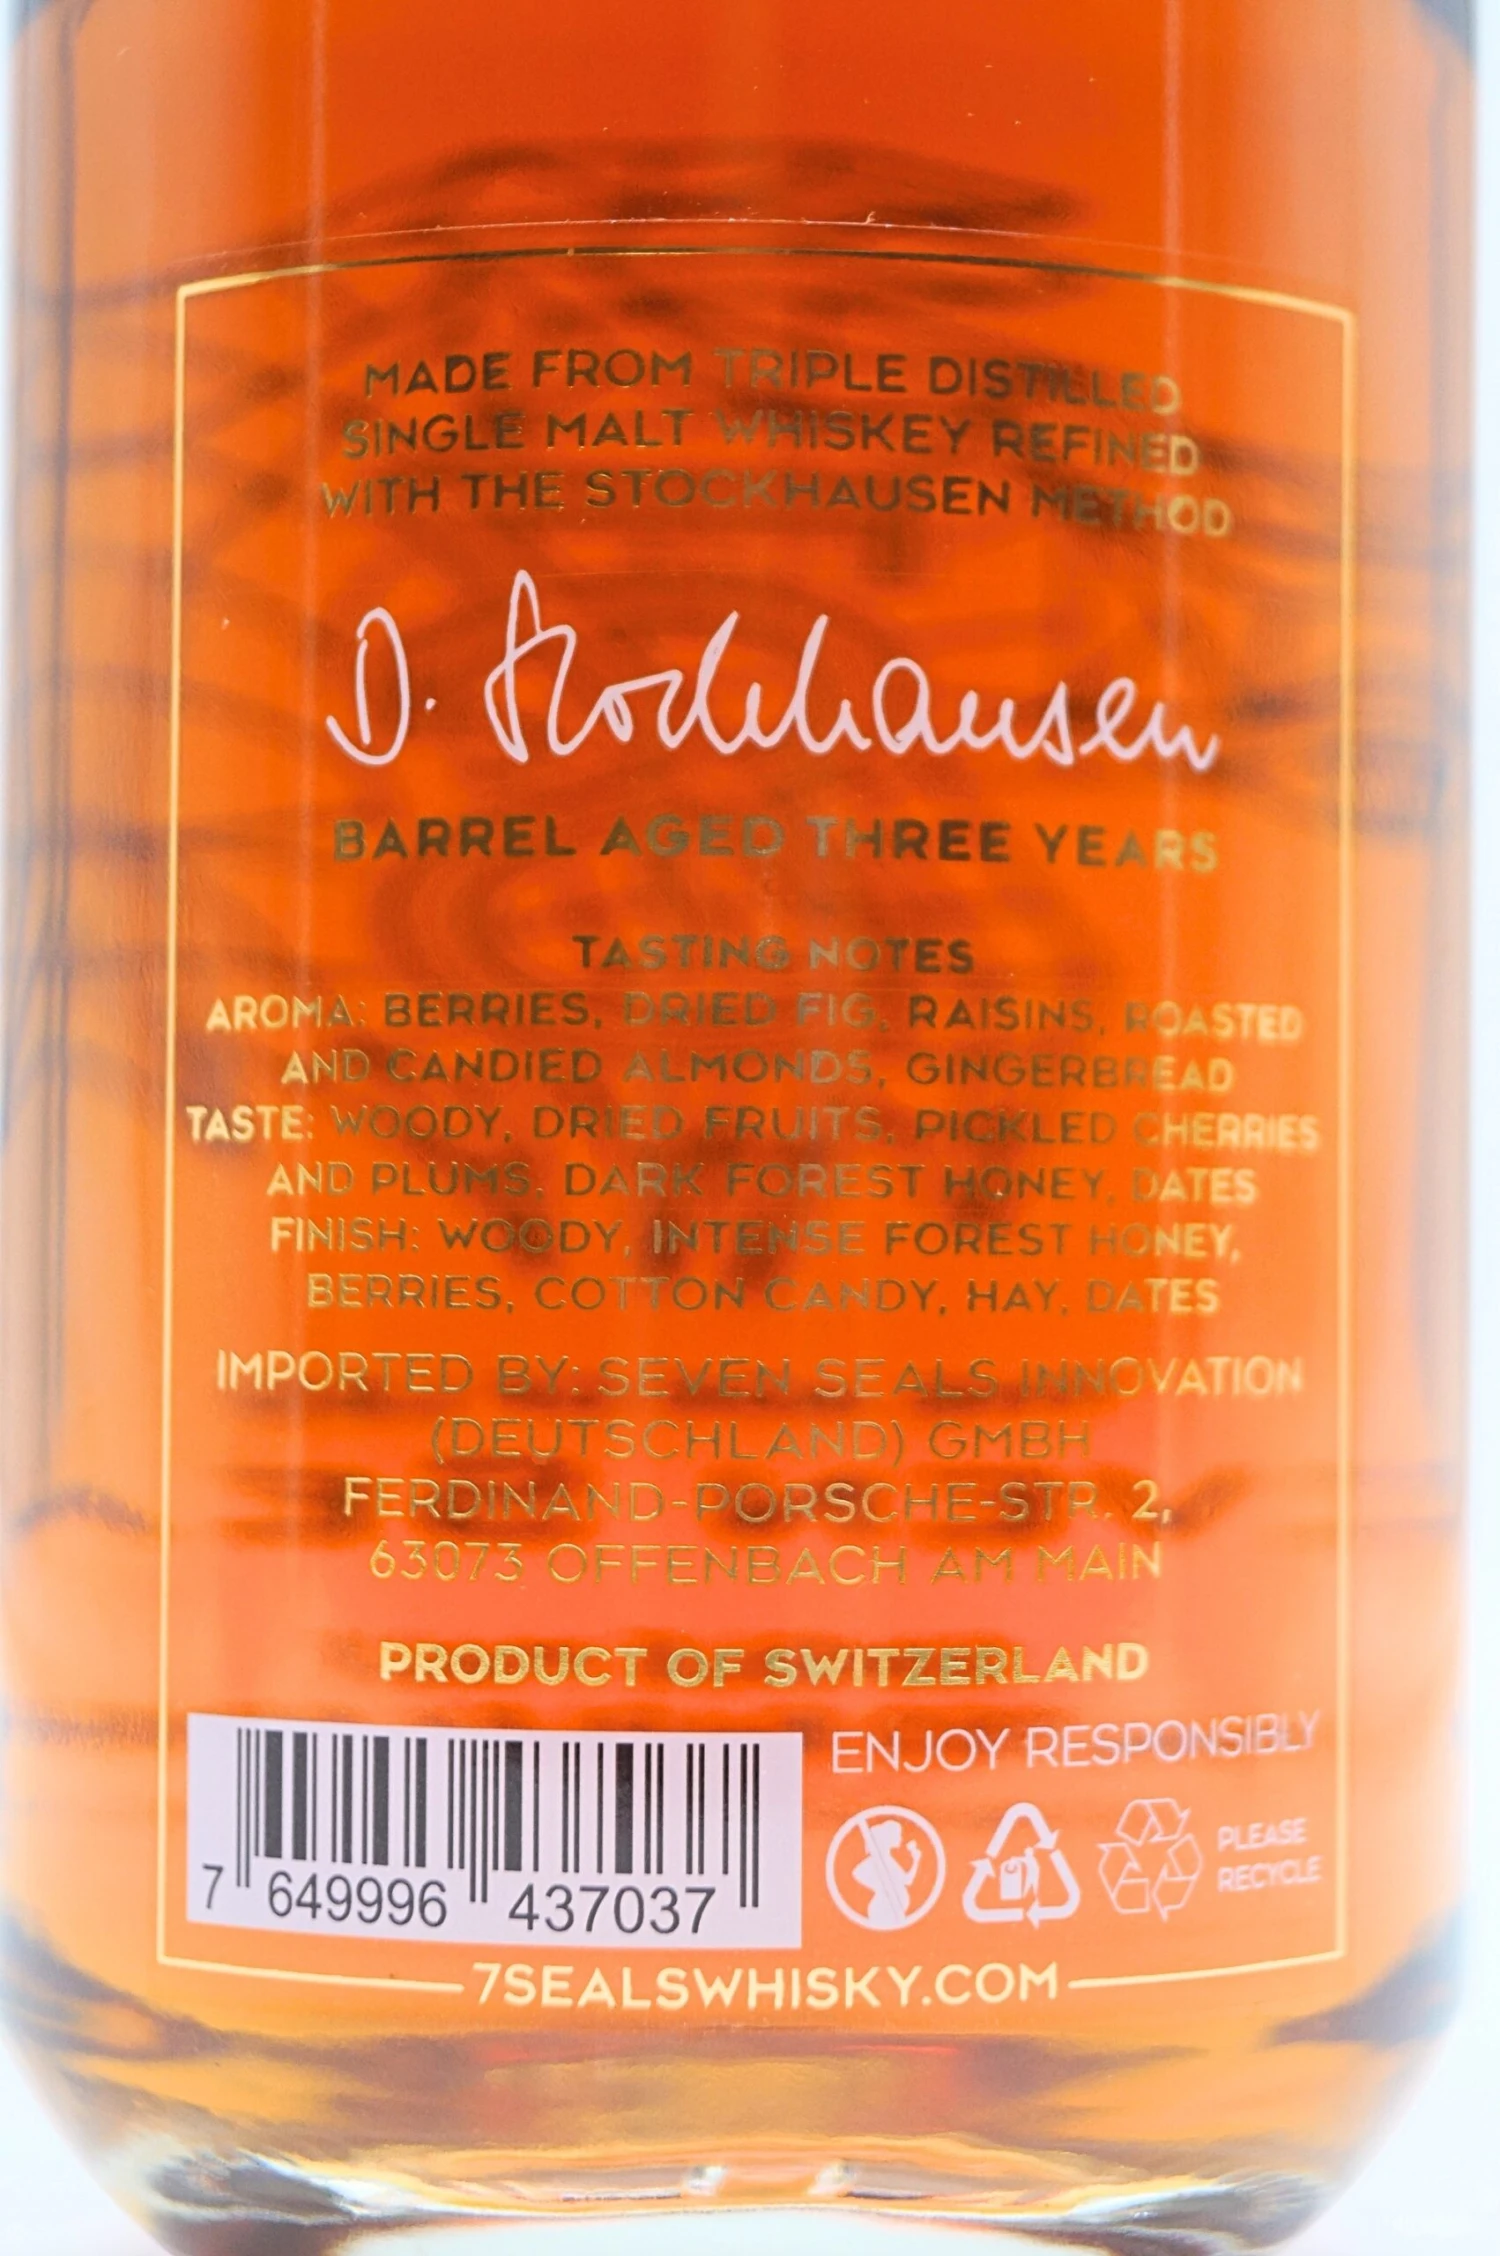 MADE FROM TRIPLE DISTILLED
SINGLE MALT WHISKEY REFINED
WITH THE STOCKHAUSEN METHOD
D. Stockhausen
BARREL AGED THREE YEARS
TASTING NOTES
AROMA: BERRIES, DRIED FIG, RAISINS, ROASTED
AND CANDIED ALMONDS, GINGERBREAD
TASTE: WOODY, DRIED FRUITS, PICKLED CHERRIES
AND PLUMS, DARK FOREST HONEY, DATES
FINISH: WOODY, INTENSE FOREST HONEY,
BERRIES, COTTON CANDY, HAY, DATES
IMPORTED BY: SEVEN SEALS INNOVATION
(DEUTSCHLAND) GMBH
FERDINAND-PORSCHE-STR. 2,
63073 OFFENBACH AM MAIN
PRODUCT OF SWITZERLAND
7 649996 437037
ENJOY RESPONSIBLY
PLEASE
RECYCLE
7SEALSWHISKY.COM